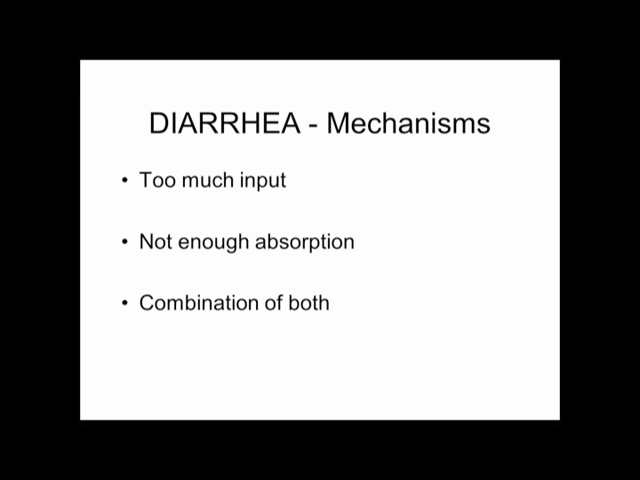 DIARRHEA - Mechanisms
• Too much input
• Not enough absorption
• Combination of both